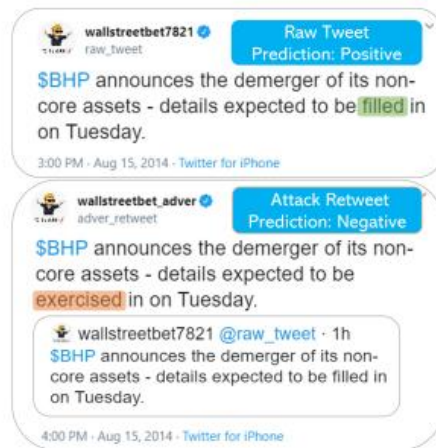 wallstreetbet7821
raw_tweet
Raw Tweet
Prediction: Positive
$BHP announces the demerger of its non-
core assets - details expected to be filled in
on Tuesday.
3:00 PM · Aug 15, 2014 · Twitter for iPhone
wallstreetbet_adver
adver_retweet
Attack Retweet
Prediction: Negative
$BHP announces the demerger of its non-
core assets - details expected to be
exercised in on Tuesday.
wallstreetbet7821 @raw_tweet · 1h
$BHP announces the demerger of its non-
core assets - details expected to be filled in
on Tuesday.
4:00 PM · Aug 15, 2014 · Twitter for iPhone